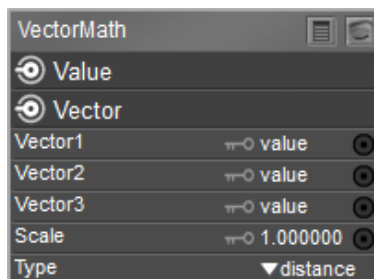 VectorMath
Value
Vector
Vector1 value
Vector2 value
Vector3 value
Scale 1.000000
Type distance